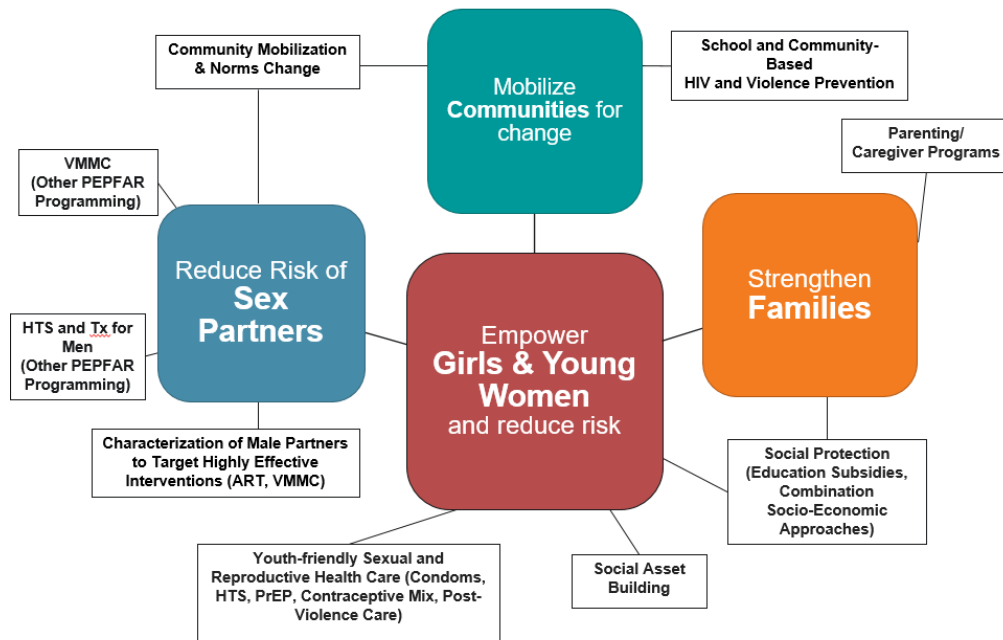 Community Mobilization
& Norms Change
Mobilize
Communities for
change
School and Community-
Based
HIV and Violence Prevention
Parenting/
Caregiver Programs
VMMC
(Other PEPFAR
Programming)
Reduce Risk of
Sex
Partners
Strengthen
Families
Empower
Girls & Young
Women
and reduce risk
HTS and Tx for
Men
(Other PEPFAR
Programming)
Characterization of Male Partners
to Target Highly Effective
Interventions (ART, VMMC)
Social Protection
(Education Subsidies,
Combination
Socio-Economic
Approaches)
Youth-friendly Sexual and
Reproductive Health Care (Condoms,
HTS, PrEP, Contraceptive Mix, Post-
Violence Care)
Social Asset
Building